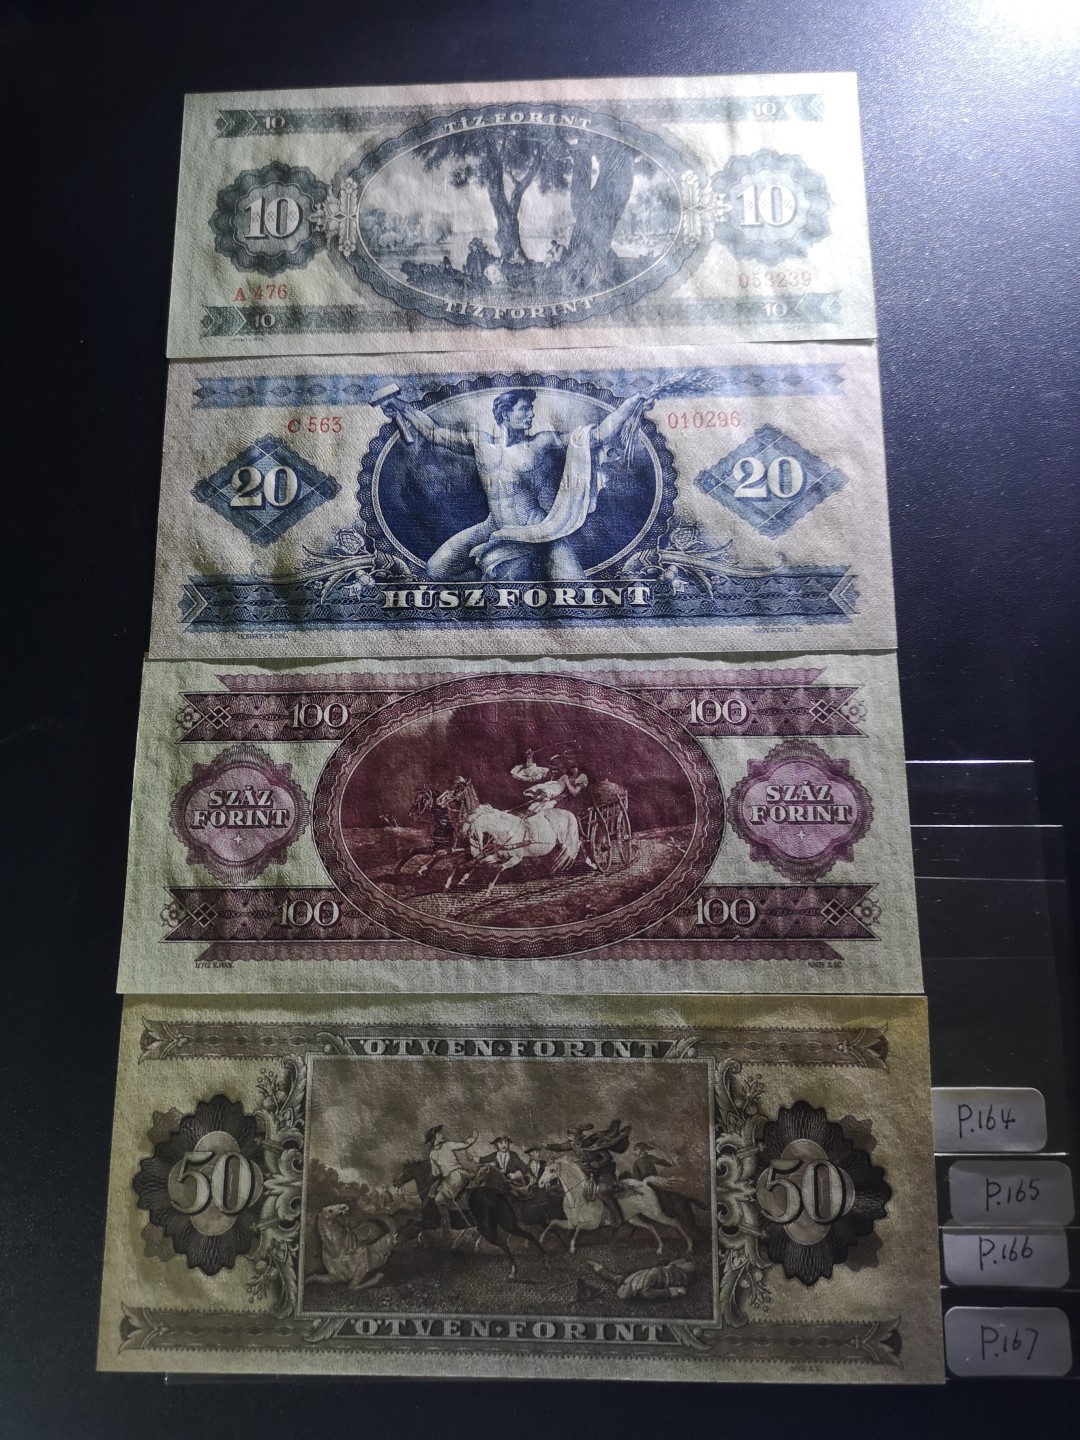 10 10
TÍZ FORINT
10 10
A 476 053239
TÍZ FORINT
10 10
C 563 010296
20 20
HÚSZ FORINT
100 100
SZÁZ FORINT SZÁZ FORINT
100 100
ÖTVEN·FORINT
50 50
ÖTVEN·FORINT
P.164
P.165
P.166
P.167